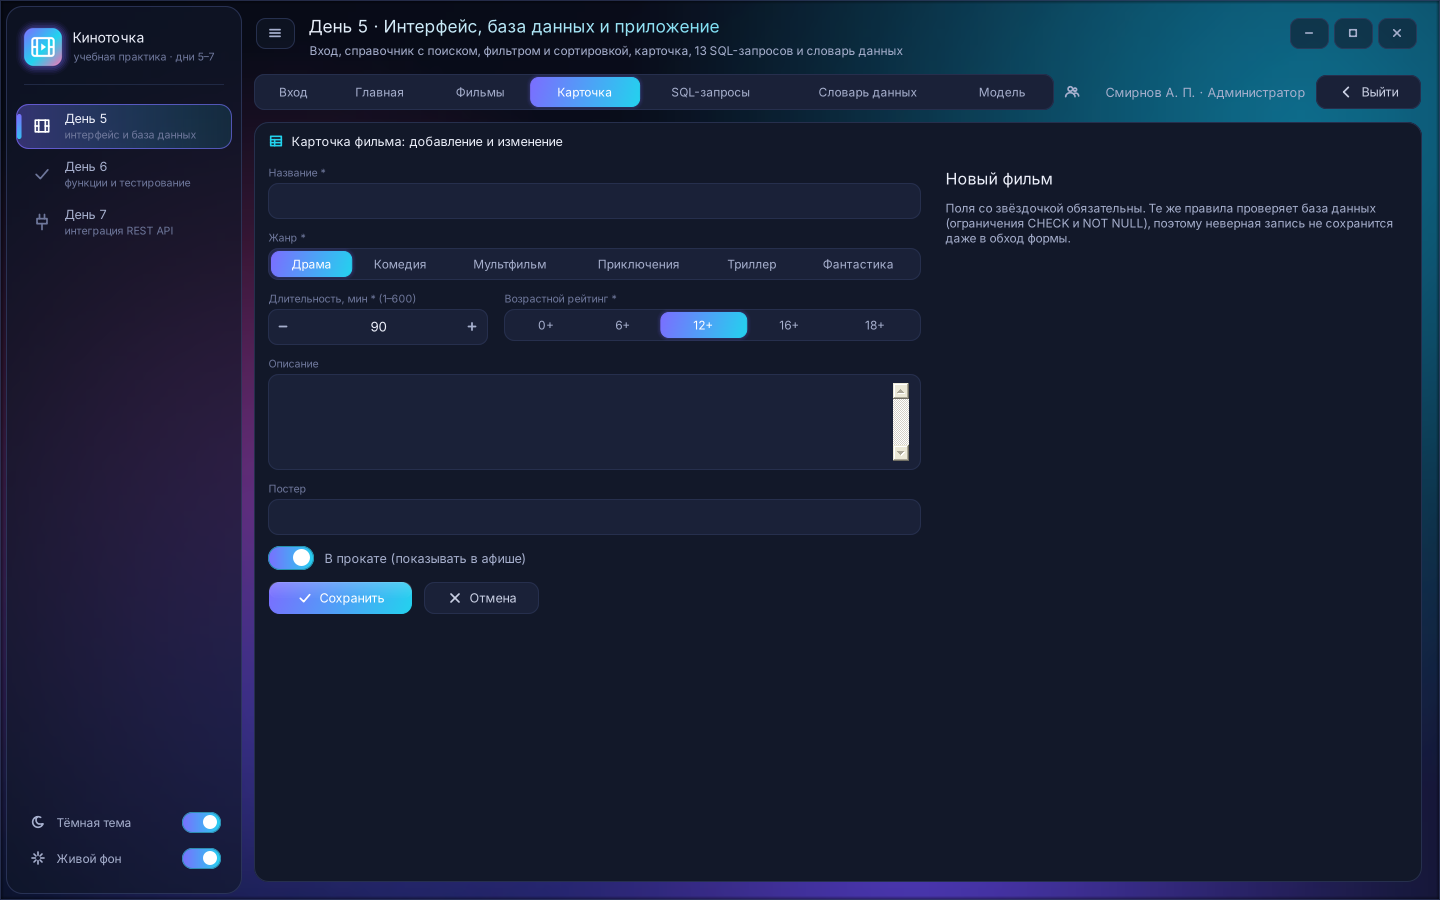 Киноточка
учебная практика · дни 5–7
День 5
интерфейс и база данных
День 6
функции и тестирование
День 7
интеграция REST API
Тёмная тема
Живой фон
День 5 · Интерфейс, база данных и приложение
Вход, справочник с поиском, фильтром и сортировкой, карточка, 13 SQL-запросов и словарь данных
Вход Главная Фильмы Карточка SQL-запросы Словарь данных Модель
Смирнов А. П. · Администратор
Выйти
Карточка фильма: добавление и изменение
Название *
Жанр *
Драма Комедия Мультфильм Приключения Триллер Фантастика
Длительность, мин * (1–600)
− 90 +
Возрастной рейтинг *
0+ 6+ 12+ 16+ 18+
Описание
Постер
В прокате (показывать в афише)
Сохранить Отмена
Новый фильм
Поля со звёздочкой обязательны. Те же правила проверяет база данных
(ограничения CHECK и NOT NULL), поэтому неверная запись не сохранится
даже в обход формы.